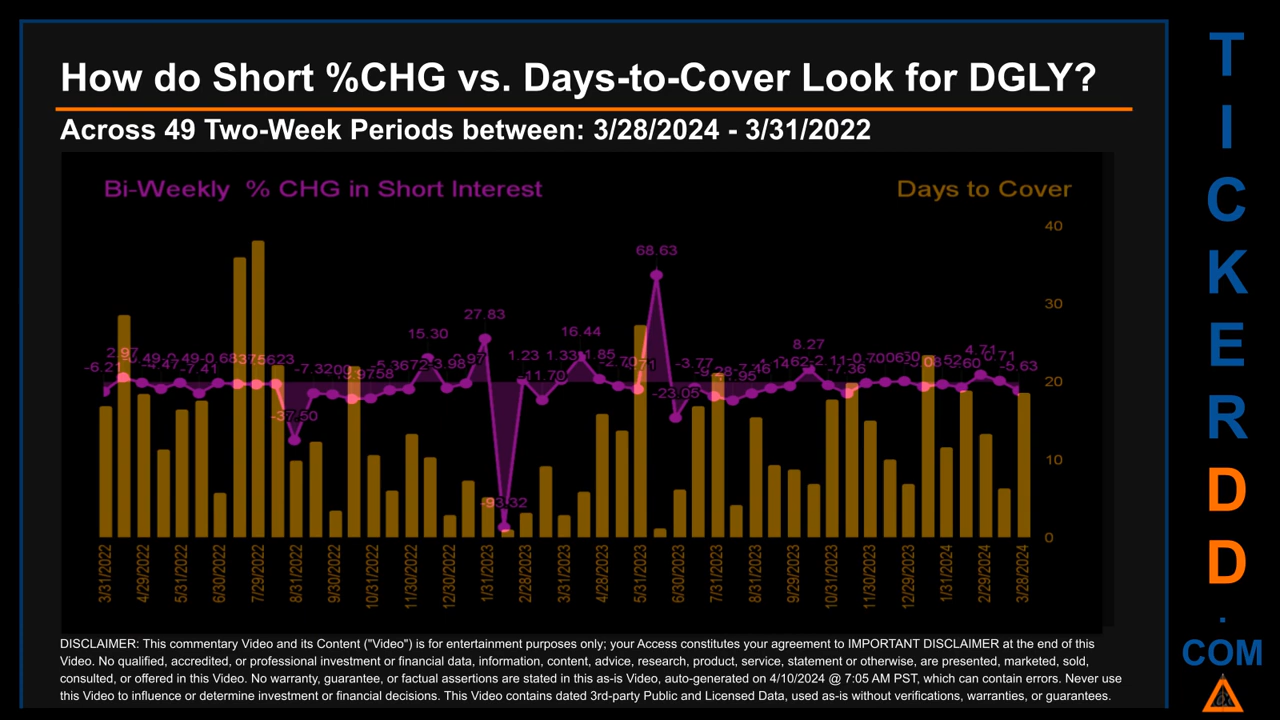 How do Short %CHG vs. Days-to-Cover Look for DGLY?
Across 49 Two-Week Periods between: 3/28/2024 - 3/31/2022
Bi-Weekly % CHG in Short Interest
Days to Cover
40
30
20
10
0
68.63
27.83
15.30
16.44
8.27
-6.21
2.97
-7.41
-37.50
-3.98
-93.32
1.23
-11.70
-23.05
-3.77
-7.36
4.71
-5.63
3/31/2022
4/29/2022
5/31/2022
6/30/2022
7/29/2022
8/31/2022
9/30/2022
10/31/2022
11/30/2022
12/30/2022
1/31/2023
2/28/2023
3/31/2023
4/28/2023
5/31/2023
6/30/2023
7/31/2023
8/31/2023
9/29/2023
10/31/2023
11/30/2023
12/29/2023
1/31/2024
2/29/2024
3/28/2024
DISCLAIMER: This commentary Video and its Content ("Video") is for entertainment purposes only; your Access constitutes your agreement to IMPORTANT DISCLAIMER at the end of this
Video. No qualified, accredited, or professional investment or financial data, information, content, advice, research, product, service, statement or otherwise, are presented, marketed, sold,
consulted, or offered in this Video. No warranty, guarantee, or factual assertions are stated in this as-is Video, auto-generated on 4/10/2024 @ 7:05 AM PST, which can contain errors. Never use
this Video to influence or determine investment or financial decisions. This Video contains dated 3rd-party Public and Licensed Data, used as-is without verifications, warranties, or guarantees.
T
I
C
K
E
R
D
D
.
COM